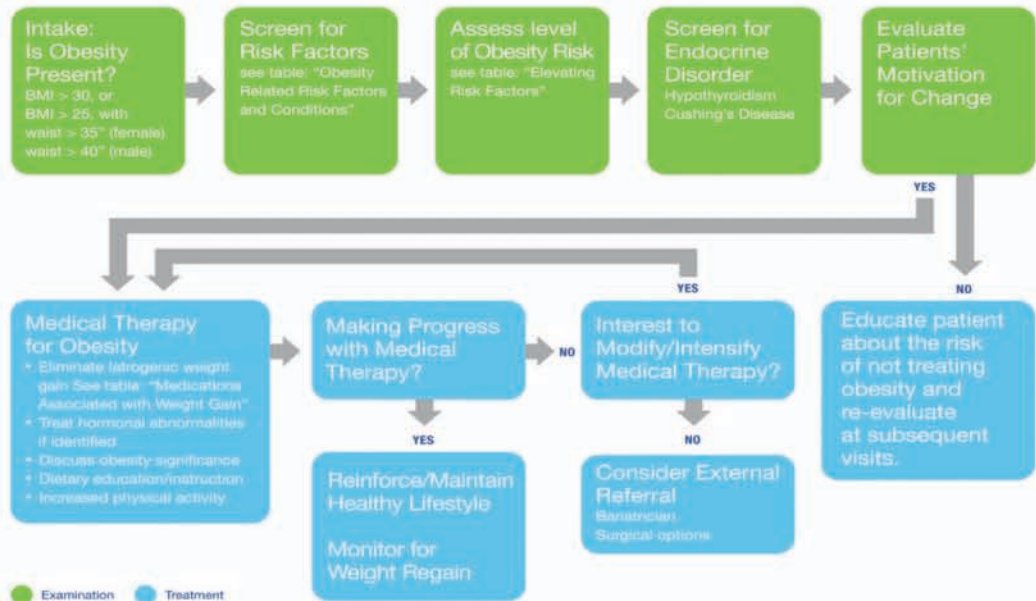 Intake:
Is Obesity
Present?
BMI > 30, or
BMI > 25, with
waist > 35" (female)
waist > 40" (male)
Screen for
Risk Factors
see table: "Obesity
Related Risk Factors
and Conditions"
Assess level
of Obesity Risk
see table: "Elevating
Risk Factors"
Screen for
Endocrine
Disorder
Hypothyroidism
Cushing's Disease
Evaluate
Patients'
Motivation
for Change
YES
NO
YES
Medical Therapy
for Obesity
• Eliminate Iatrogenic weight
gain See table: "Medications
Associated with Weight Gain"
• Treat hormonal abnormalities
if identified
• Discuss obesity significance
• Dietary education/instruction
• Increased physical activity
Making Progress
with Medical
Therapy?
NO
Interest to
Modify/Intensify
Medical Therapy?
Educate patient
about the risk
of not treating
obesity and
re-evaluate
at subsequent
visits.
YES
NO
Reinforce/Maintain
Healthy Lifestyle
Monitor for
Weight Regain
Consider External
Referral
Bariatrician
Surgical options
Examination
Treatment